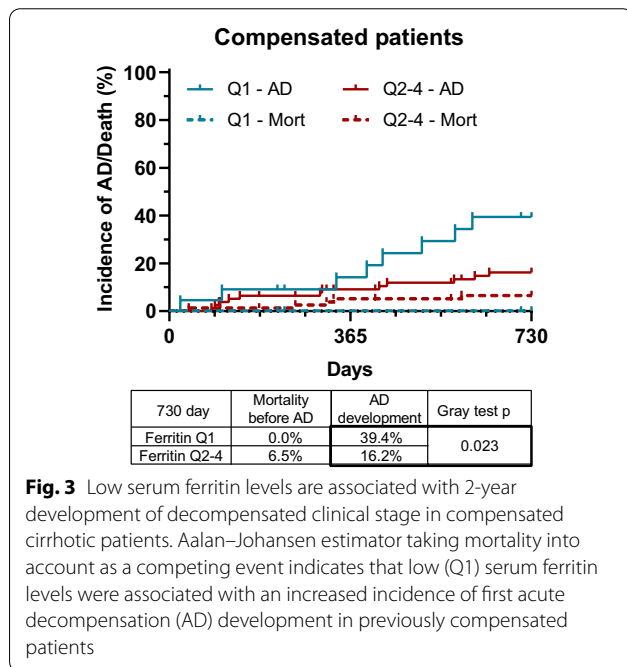 Compensated patients
Incidence of AD/Death (%)
100
80
60
40
20
0
Q1 - AD
Q2-4 - AD
Q1 - Mort
Q2-4 - Mort
0
365
730
Days
730 day
Mortality before AD
AD development
Gray test p
Ferritin Q1
0.0%
39.4%
0.023
Ferritin Q2-4
6.5%
16.2%
Fig. 3 Low serum ferritin levels are associated with 2-year
development of decompensated clinical stage in compensated
cirrhotic patients. Aalan–Johansen estimator taking mortality into
account as a competing event indicates that low (Q1) serum ferritin
levels were associated with an increased incidence of first acute
decompensation (AD) development in previously compensated
patients